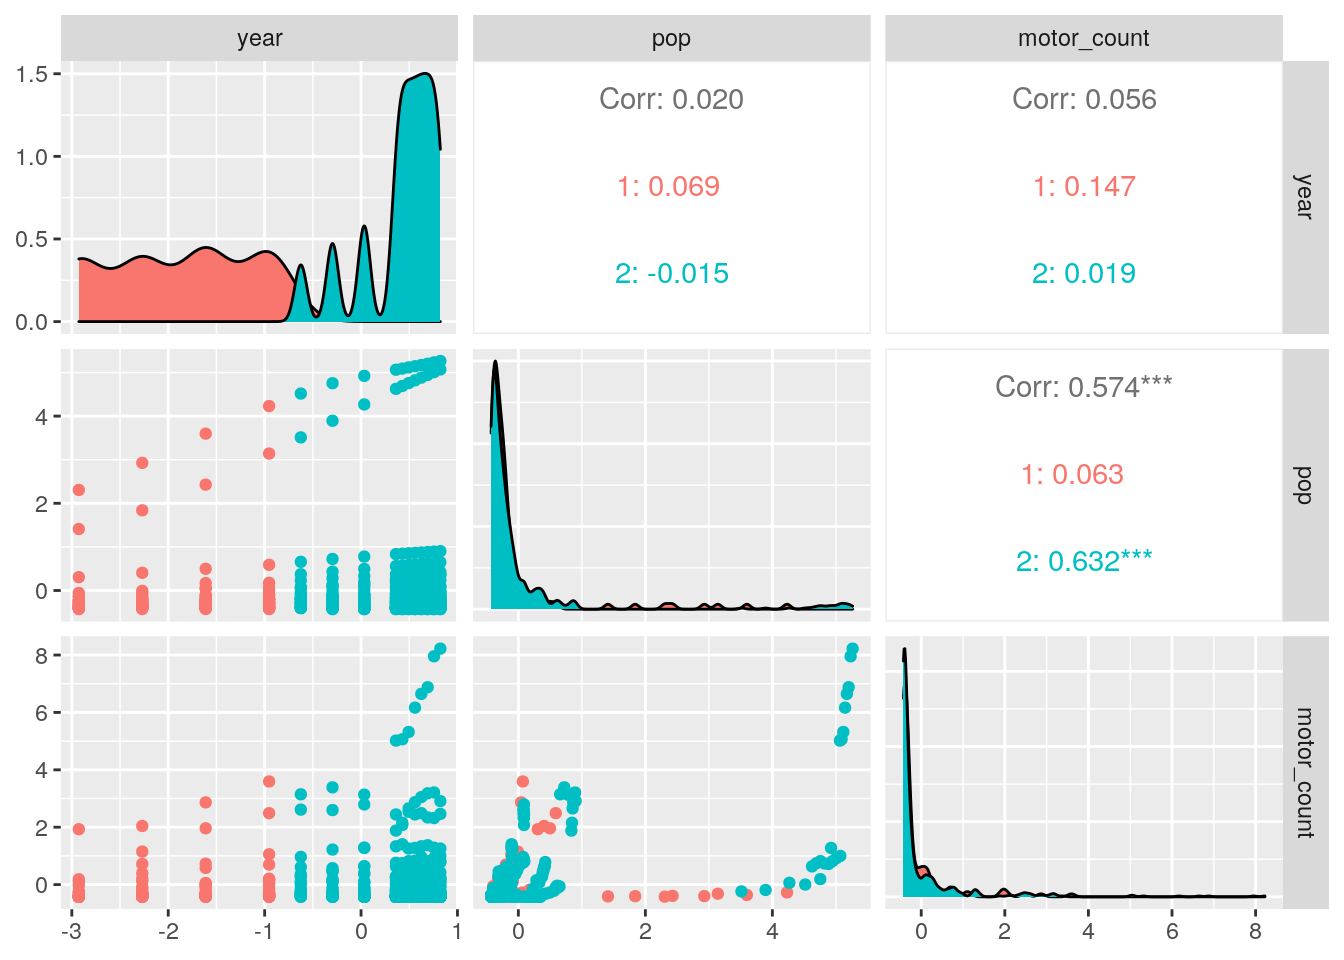 year
pop
motor_count
1.5
1.0
0.5
0.0
Corr: 0.020
1: 0.069
2: -0.015
Corr: 0.056
1: 0.147
2: 0.019
year
4
2
0
Corr: 0.574***
1: 0.063
2: 0.632***
pop
8
6
4
2
0
motor_count
-3 -2 -1 0 1
0 2 4
0 2 4 6 8